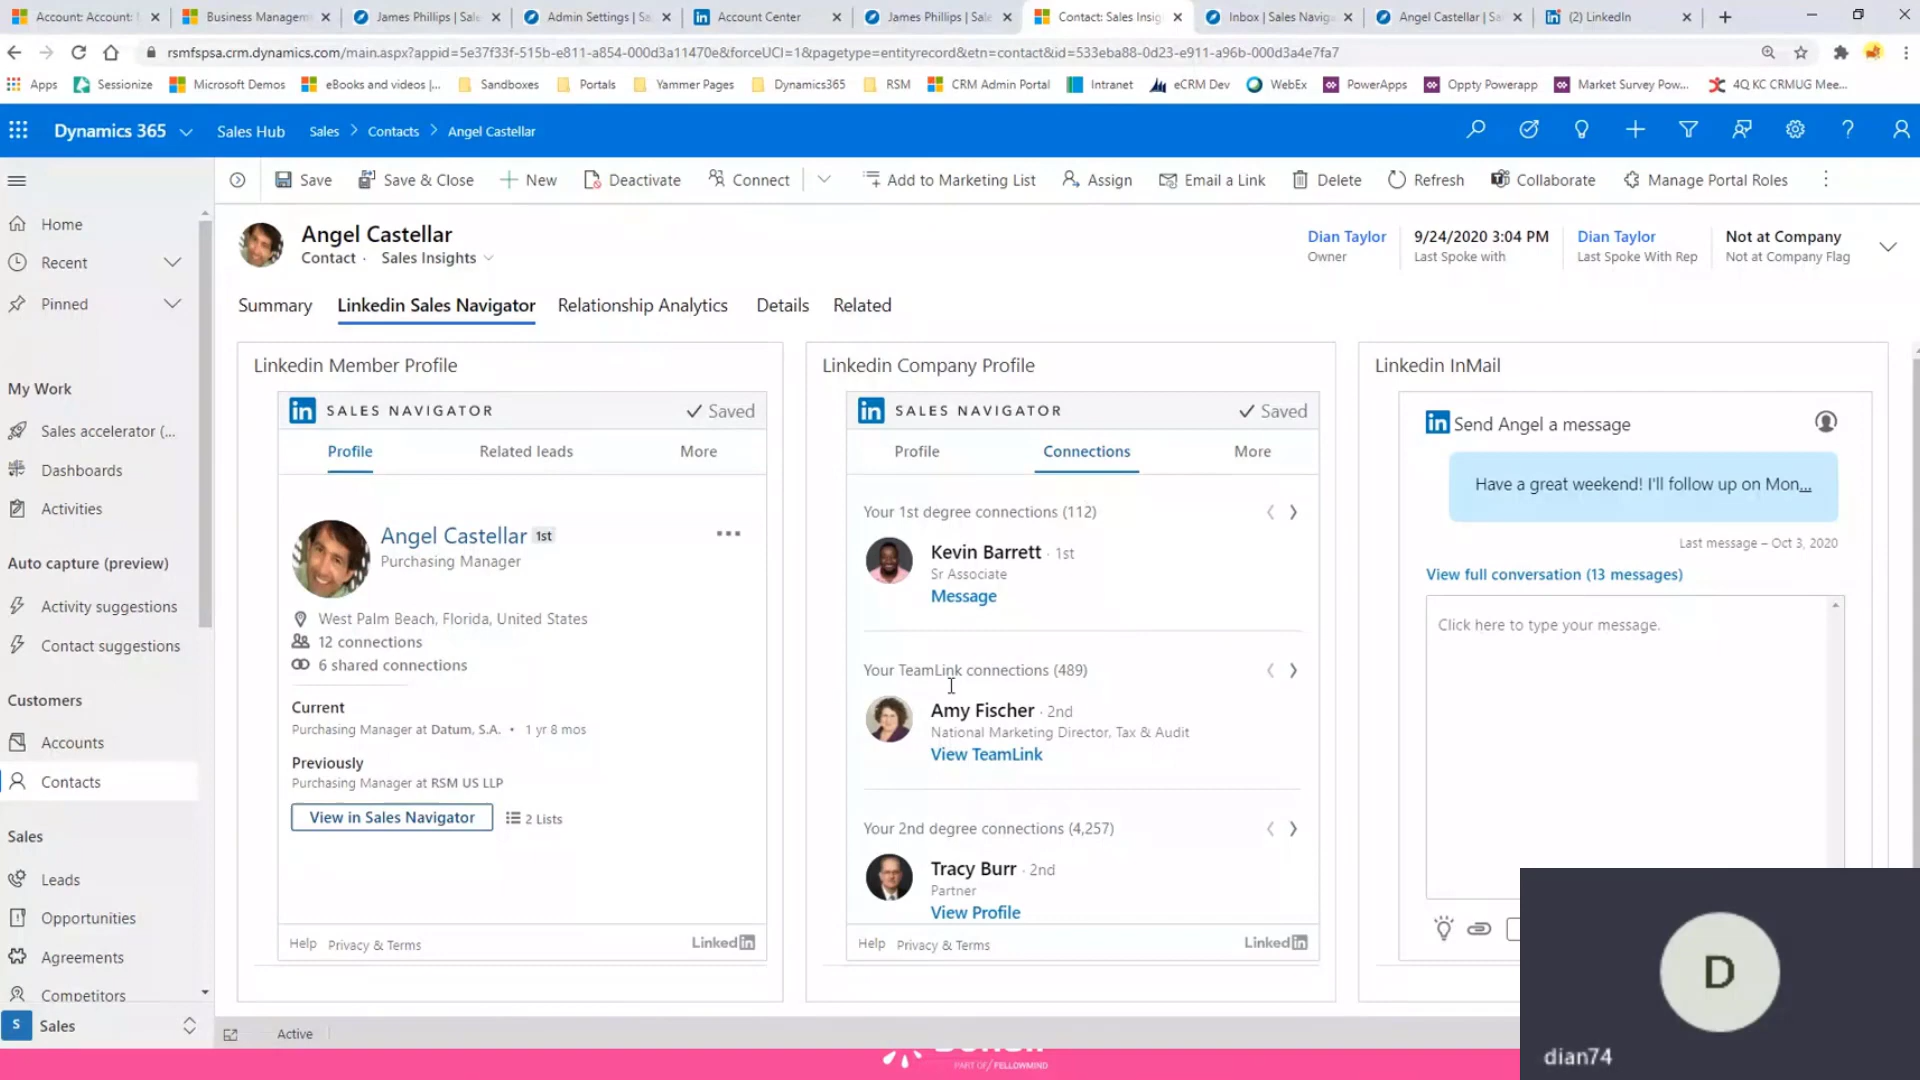 Account: Account:
Business Managem
James Phillips | Sale
Admin Settings | Sa
Account Center
James Phillips | Sale
Contact: Sales Insig
Inbox | Sales Navig
Angel Castellar | Sa
(2) LinkedIn
rsmfspsa.crm.dynamics.com/main.aspx?appid=5e37f33f-515b-e811-a854-000d3a11470e&forceUCI=1&pagetype=entityrecord&etn=contact&id=533eba88-0d23-e911-a96b-000d3a4e7fa7
Apps
Sessionize
Microsoft Demos
eBooks and videos |...
Sandboxes
Portals
Yammer Pages
Dynamics365
RSM
CRM Admin Portal
Intranet
eCRM Dev
WebEx
PowerApps
Oppty Powerapp
Market Survey Pow...
4Q KC CRMUG Mee...
Dynamics 365
Sales Hub
Sales
Contacts
Angel Castellar
Save
Save & Close
New
Deactivate
Connect
Add to Marketing List
Assign
Email a Link
Delete
Refresh
Collaborate
Manage Portal Roles
Home
Recent
Pinned
My Work
Sales accelerator (...
Dashboards
Activities
Auto capture (preview)
Activity suggestions
Contact suggestions
Customers
Accounts
Contacts
Sales
Leads
Opportunities
Agreements
Competitors
S
Sales
Angel Castellar
Contact · Sales Insights
Dian Taylor
Owner
9/24/2020 3:04 PM
Last Spoke with
Dian Taylor
Last Spoke With Rep
Not at Company
Not at Company Flag
Summary
Linkedin Sales Navigator
Relationship Analytics
Details
Related
Linkedin Member Profile
in SALES NAVIGATOR
Saved
Profile
Related leads
More
Angel Castellar 1st
Purchasing Manager
West Palm Beach, Florida, United States
12 connections
6 shared connections
Current
Purchasing Manager at Datum, S.A. • 1 yr 8 mos
Previously
Purchasing Manager at RSM US LLP
View in Sales Navigator
2 Lists
Help
Privacy & Terms
Linked in
Linkedin Company Profile
in SALES NAVIGATOR
Saved
Profile
Connections
More
Your 1st degree connections (112)
Kevin Barrett · 1st
Sr Associate
Message
Your TeamLink connections (489)
Amy Fischer · 2nd
National Marketing Director, Tax & Audit
View TeamLink
Your 2nd degree connections (4,257)
Tracy Burr · 2nd
Partner
View Profile
Help
Privacy & Terms
Linked in
Linkedin InMail
in Send Angel a message
Have a great weekend! I'll follow up on Mon...
Last message – Oct 3, 2020
View full conversation (13 messages)
Click here to type your message.
Active
PART OF / FELLOWMIND
D
dian74